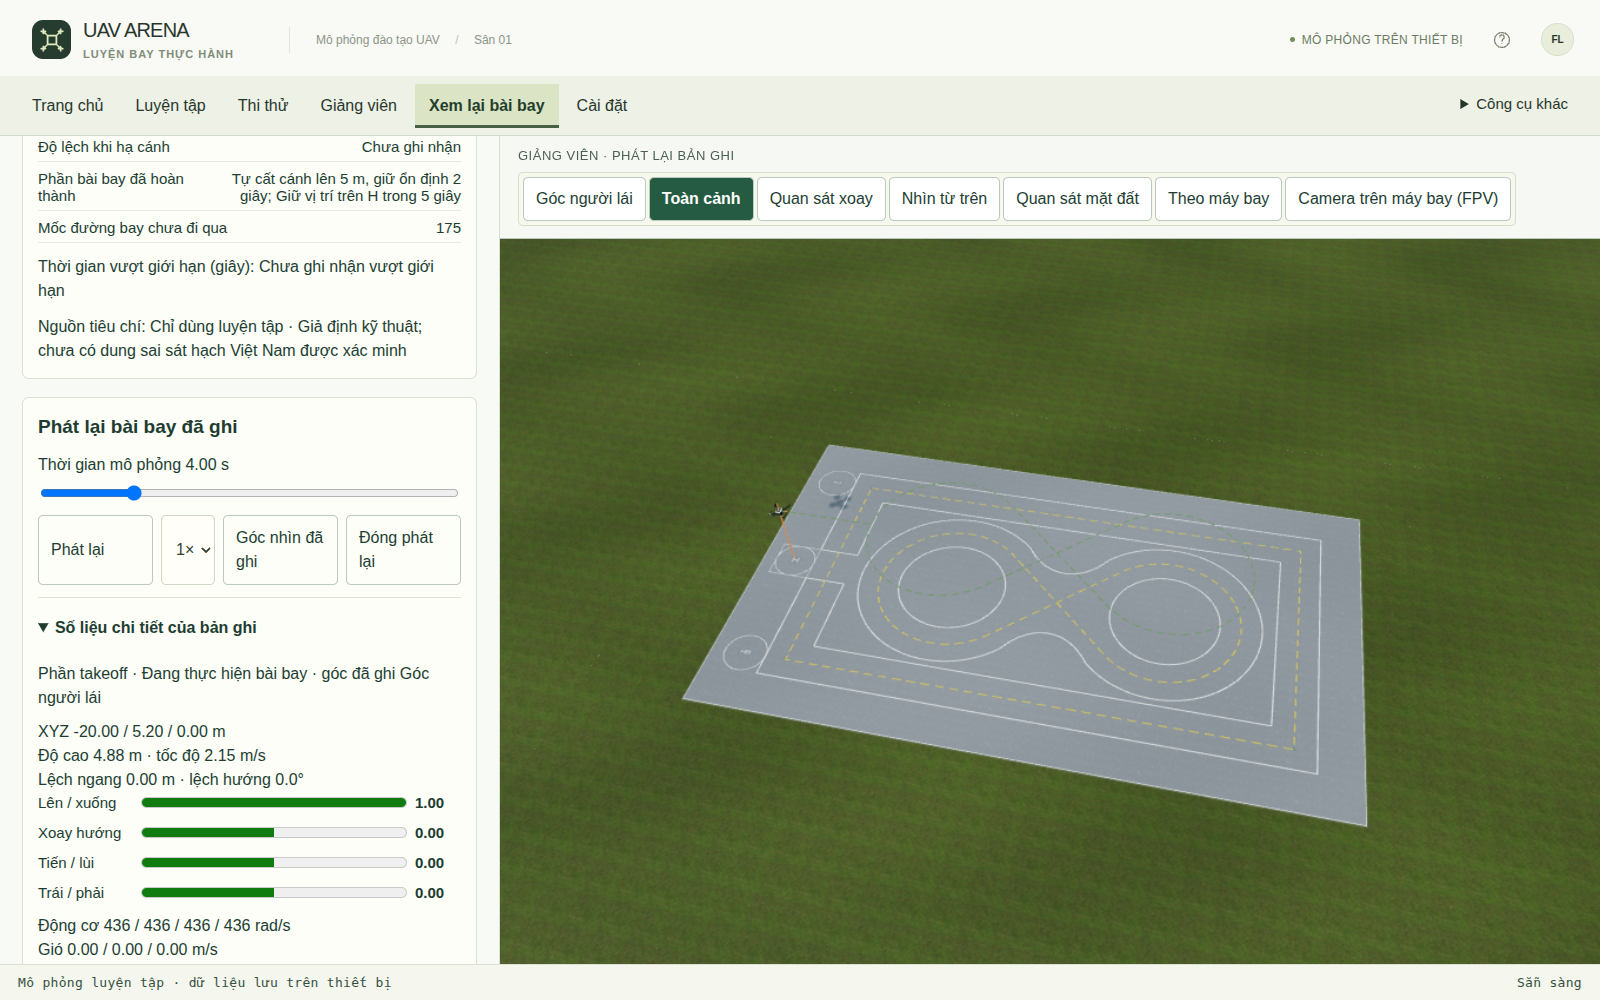 UAV ARENA
LUYỆN BAY THỰC HÀNH
Mô phỏng đào tạo UAV / Sân 01
MÔ PHỎNG TRÊN THIẾT BỊ
FL
Trang chủ
Luyện tập
Thi thử
Giảng viên
Xem lại bài bay
Cài đặt
Công cụ khác
Độ lệch khi hạ cánh
Chưa ghi nhận
Phần bài bay đã hoàn
thành
Tự cất cánh lên 5 m, giữ ổn định 2
giây; Giữ vị trí trên H trong 5 giây
Mốc đường bay chưa đi qua
175
Thời gian vượt giới hạn (giây): Chưa ghi nhận vượt giới
hạn
Nguồn tiêu chí: Chỉ dùng luyện tập · Giả định kỹ thuật;
chưa có dung sai sát hạch Việt Nam được xác minh
Phát lại bài bay đã ghi
Thời gian mô phỏng 4.00 s
Phát lại
1×
Góc nhìn đã
ghi
Đóng phát
lại
Số liệu chi tiết của bản ghi
Phần takeoff · Đang thực hiện bài bay · góc đã ghi Góc
người lái
XYZ -20.00 / 5.20 / 0.00 m
Độ cao 4.88 m · tốc độ 2.15 m/s
Lệch ngang 0.00 m · lệch hướng 0.0°
Lên / xuống 1.00
Xoay hướng 0.00
Tiến / lùi 0.00
Trái / phải 0.00
Động cơ 436 / 436 / 436 / 436 rad/s
Gió 0.00 / 0.00 / 0.00 m/s
GIẢNG VIÊN · PHÁT LẠI BẢN GHI
Góc người lái
Toàn cảnh
Quan sát xoay
Nhìn từ trên
Quan sát mặt đất
Theo máy bay
Camera trên máy bay (FPV)
Mô phỏng luyện tập · dữ liệu lưu trên thiết bị
Sẵn sàng